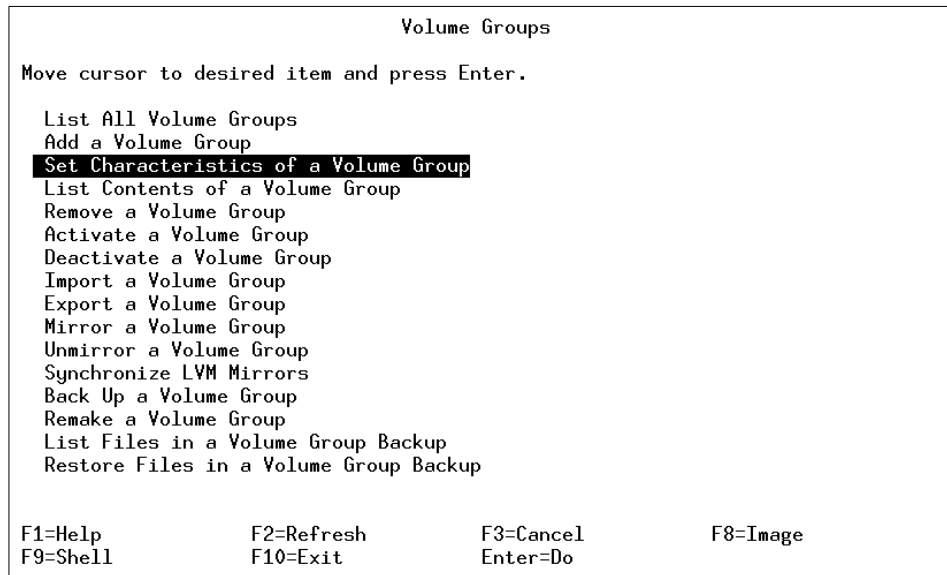 Volume Groups
Move cursor to desired item and press Enter.
List All Volume Groups
Add a Volume Group
Set Characteristics of a Volume Group
List Contents of a Volume Group
Remove a Volume Group
Activate a Volume Group
Deactivate a Volume Group
Import a Volume Group
Export a Volume Group
Mirror a Volume Group
Unmirror a Volume Group
Synchronize LVM Mirrors
Back Up a Volume Group
Remake a Volume Group
List Files in a Volume Group Backup
Restore Files in a Volume Group Backup
F1=Help F2=Refresh F3=Cancel F8=Image
F9=Shell F10=Exit Enter=Do